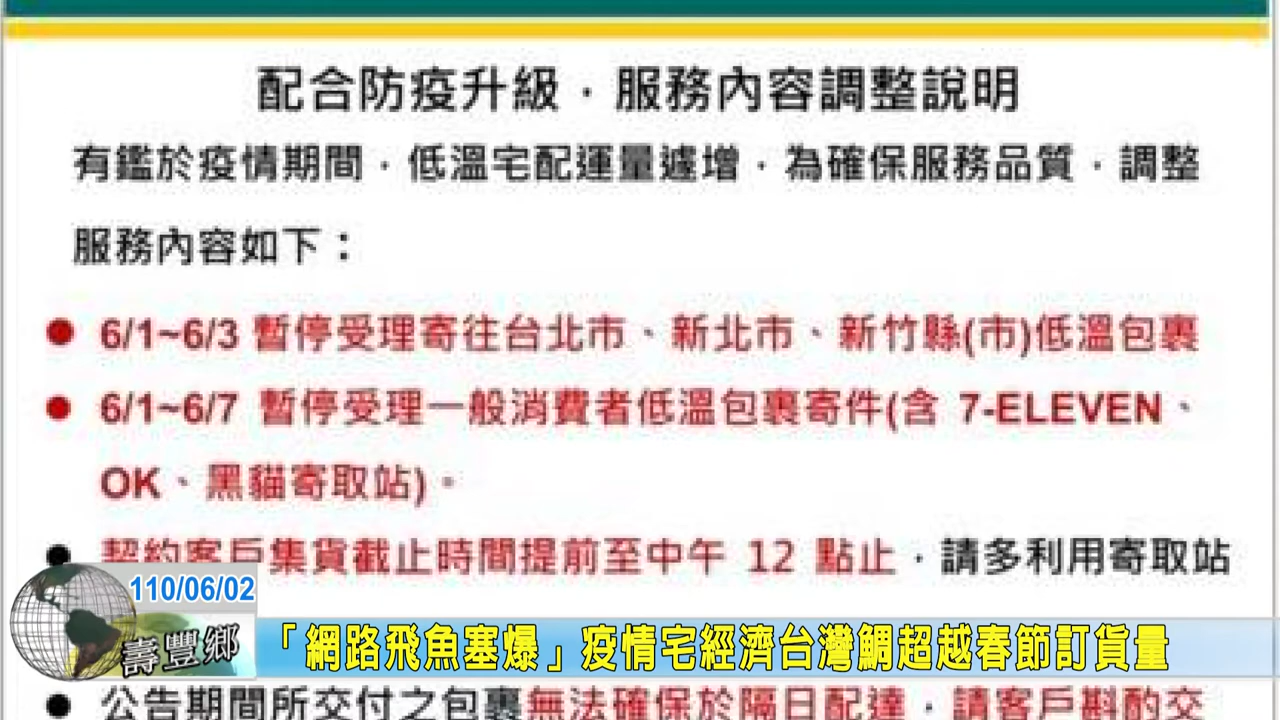 配合防疫升級，服務內容調整說明
有鑑於疫情期間，低溫宅配運量遽增，為確保服務品質，調整
服務內容如下：
● 6/1~6/3 暫停受理寄往台北市、新北市、新竹縣(市)低溫包裹
● 6/1~6/7 暫停受理一般消費者低溫包裹寄件(含 7-ELEVEN、
OK、黑貓寄取站)。
● 契約客戶集貨截止時間提前至中午 12 點止，請多利用寄取站
110/06/02
壽豐鄉
「網路飛魚塞爆」疫情宅經濟台灣鯛超越春節訂貨量
● 公告期間所交付之包裹無法確保於隔日配達，請客戶斟酌交